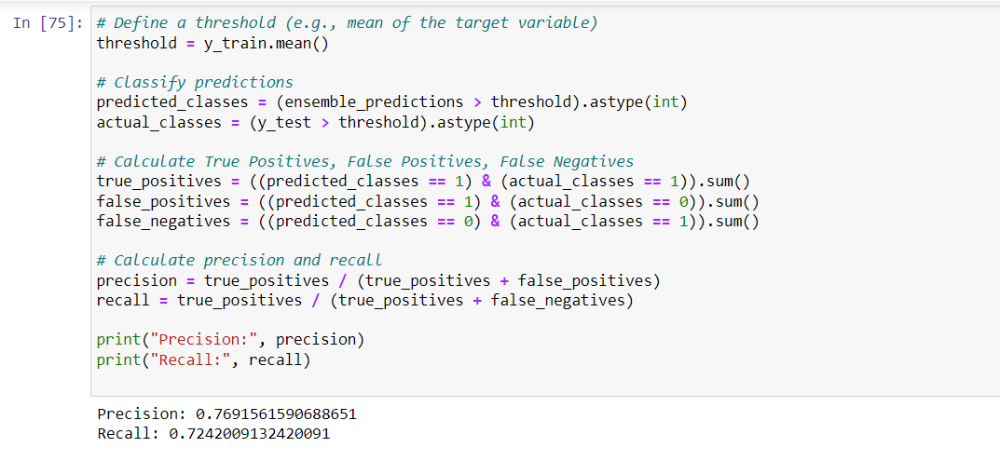 In [75]: # Define a threshold (e.g., mean of the target variable)
threshold = y_train.mean()
# Classify predictions
predicted_classes = (ensemble_predictions > threshold).astype(int)
actual_classes = (y_test > threshold).astype(int)
# Calculate True Positives, False Positives, False Negatives
true_positives = ((predicted_classes == 1) & (actual_classes == 1)).sum()
false_positives = ((predicted_classes == 1) & (actual_classes == 0)).sum()
false_negatives = ((predicted_classes == 0) & (actual_classes == 1)).sum()
# Calculate precision and recall
precision = true_positives / (true_positives + false_positives)
recall = true_positives / (true_positives + false_negatives)
print("Precision:", precision)
print("Recall:", recall)
Precision: 0.7691561590688651
Recall: 0.7242009132420091